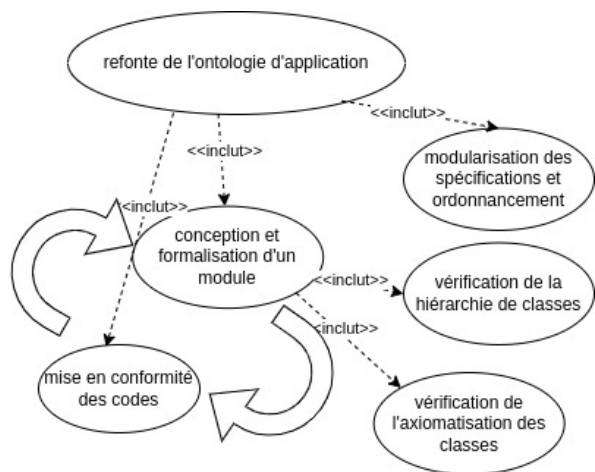 refonte de l'ontologie d'application
<<inclut>>
<<inclut>>
modularisation des
spécifications et
ordonnancement
<inclut>>
conception et
formalisation d'un
module
<<inclut>>
vérification de la
hiérarchie de classes
<inclut>>
mise en conformité
des codes
vérification de
l'axiomatisation des
classes